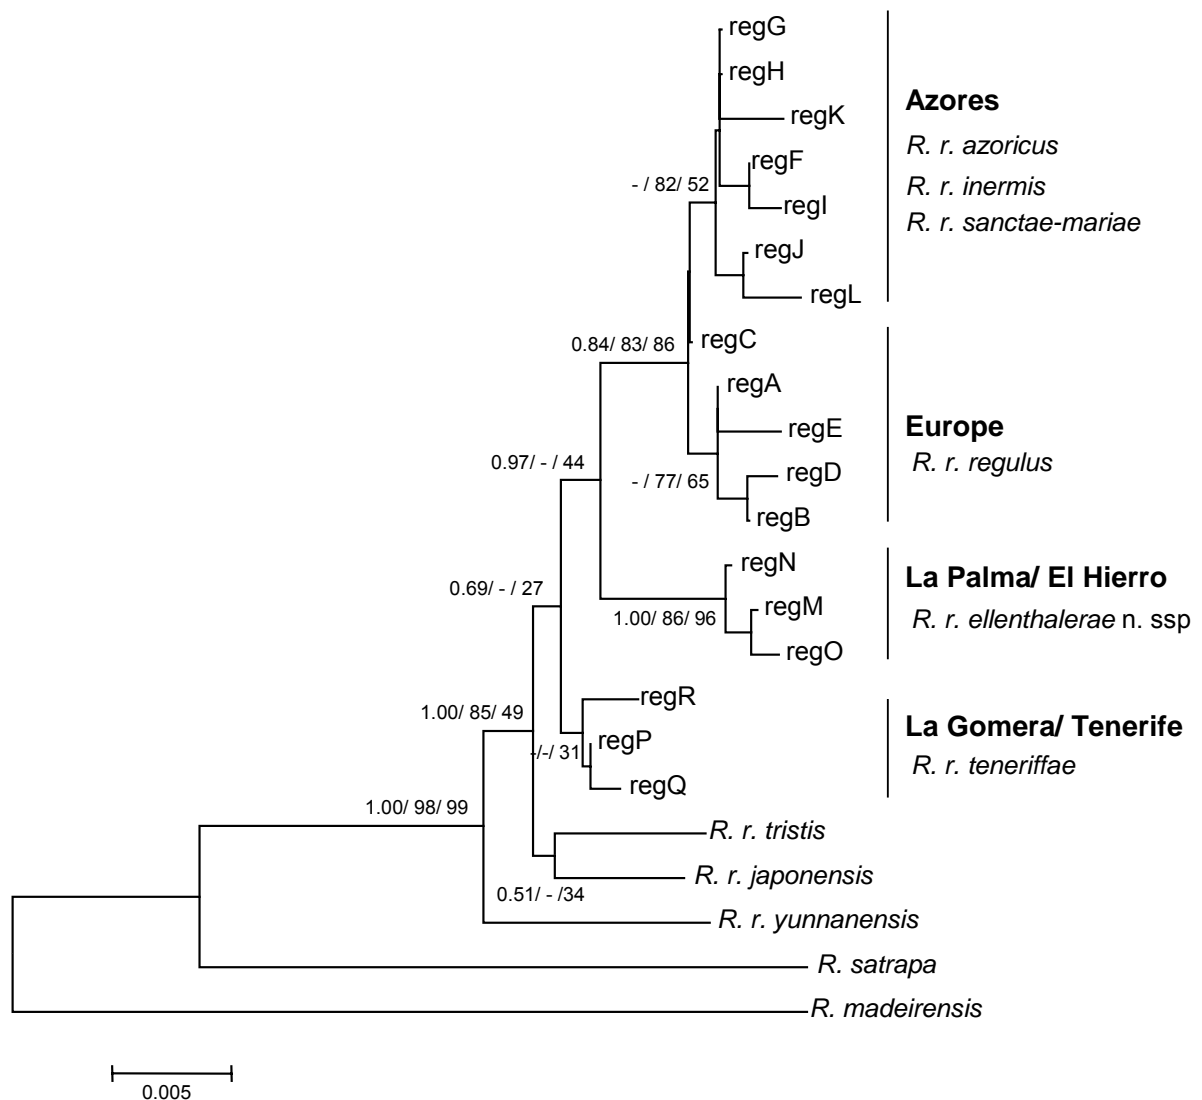 regG
regH
Azores
regK
R. r. azoricus
regF
- / 82/ 52
R. r. inermis
regI
R. r. sanctae-mariae
regJ
regL
0.84/ 83/ 86
regC
regA
Europe
regE
0.97/ - / 44
R. r. regulus
regD
- / 77/ 65
regB
regN
La Palma/ El Hierro
0.69/ - / 27
regM
1.00/ 86/ 96
R. r. ellenthalerae n. ssp
regO
regR
1.00/ 85/ 49
La Gomera/ Tenerife
regP
-/-/ 31
R. r. teneriffae
regQ
1.00/ 98/ 99
R. r. tristis
R. r. japonensis
0.51/ - /34
R. r. yunnanensis
R. satrapa
R. madeirensis
0.005